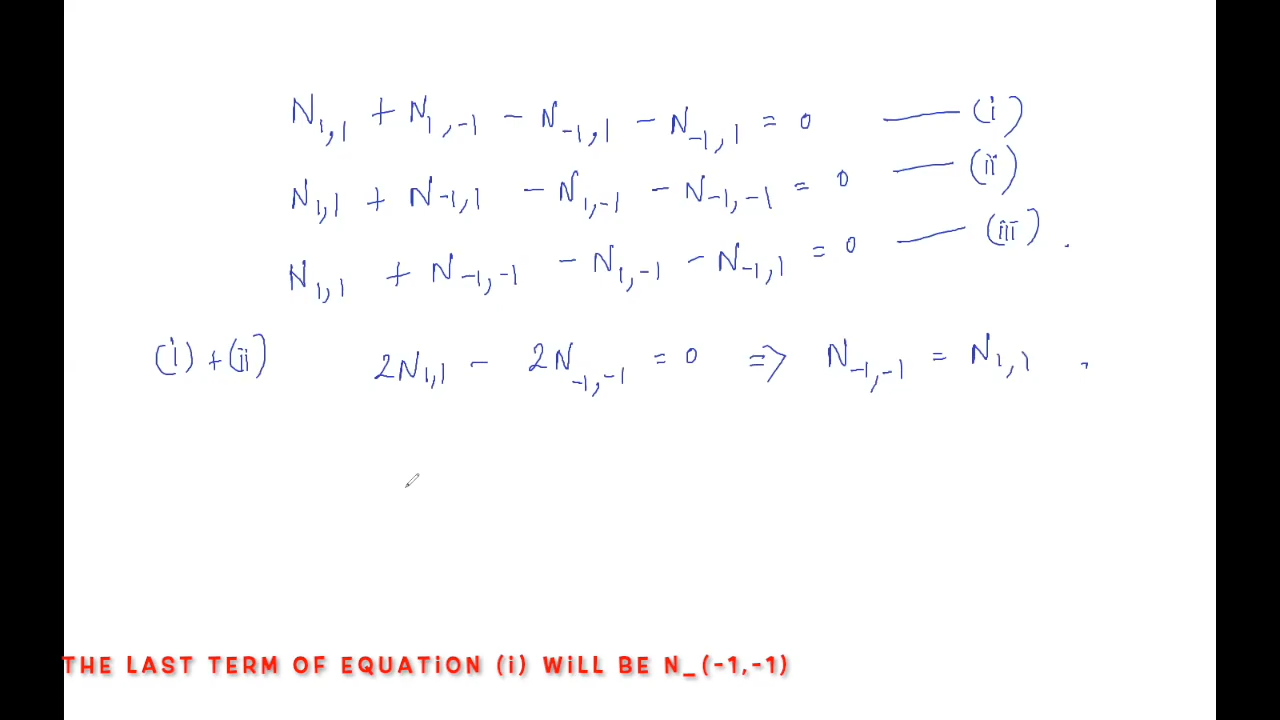 N₁,₁ + N₁,₋₁ - N₋₁,₁ - N₋₁,₁ = 0 —— (i)
N₁,₁ + N₋₁,₁ - N₁,₋₁ - N₋₁,₋₁ = 0 —— (ii)
N₁,₁ + N₋₁,₋₁ - N₁,₋₁ - N₋₁,₁ = 0 —— (iii) .
(i) + (ii) 2N₁,₁ - 2N₋₁,₋₁ = 0 ⇒ N₋₁,₋₁ = N₁,₁ ,
THE LAST TERM OF EQUATiON (i) WiLL BE N_(-1,-1)